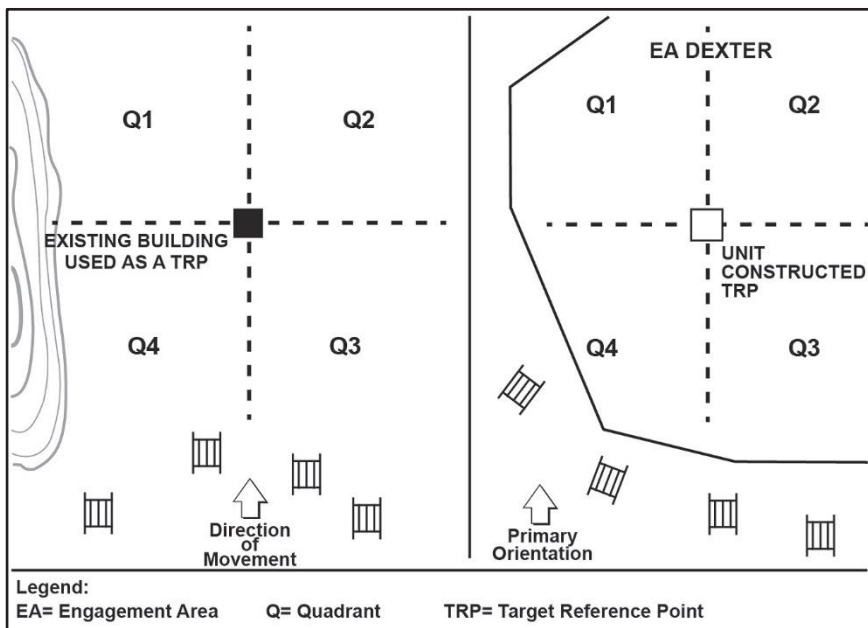 Q1
Q2
EXISTING BUILDING
USED AS A TRP
Q4
Q3
Direction
of
Movement
EA DEXTER
Q1
Q2
UNIT
CONSTRUCTED
TRP
Q4
Q3
Primary
Orientation
Legend:
EA= Engagement Area Q= Quadrant TRP= Target Reference Point